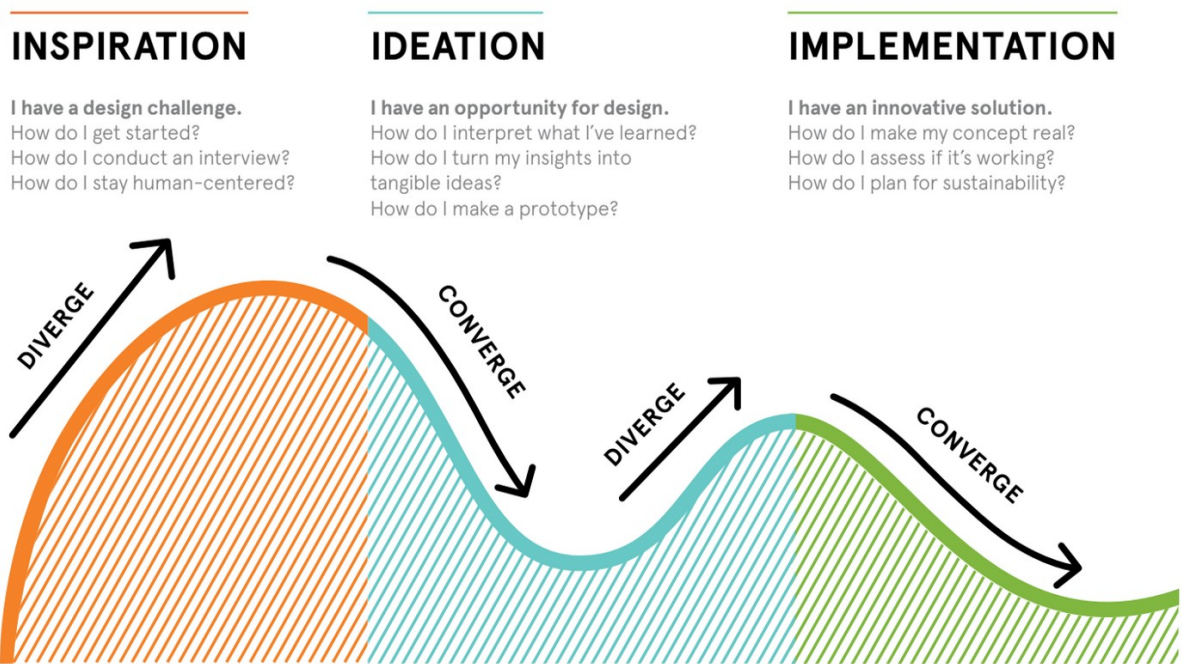 INSPIRATION
I have a design challenge.
How do I get started?
How do I conduct an interview?
How do I stay human-centered?
IDEATION
I have an opportunity for design.
How do I interpret what I've learned?
How do I turn my insights into
tangible ideas?
How do I make a prototype?
IMPLEMENTATION
I have an innovative solution.
How do I make my concept real?
How do I assess if it's working?
How do I plan for sustainability?
DIVERGE
CONVERGE
DIVERGE
CONVERGE